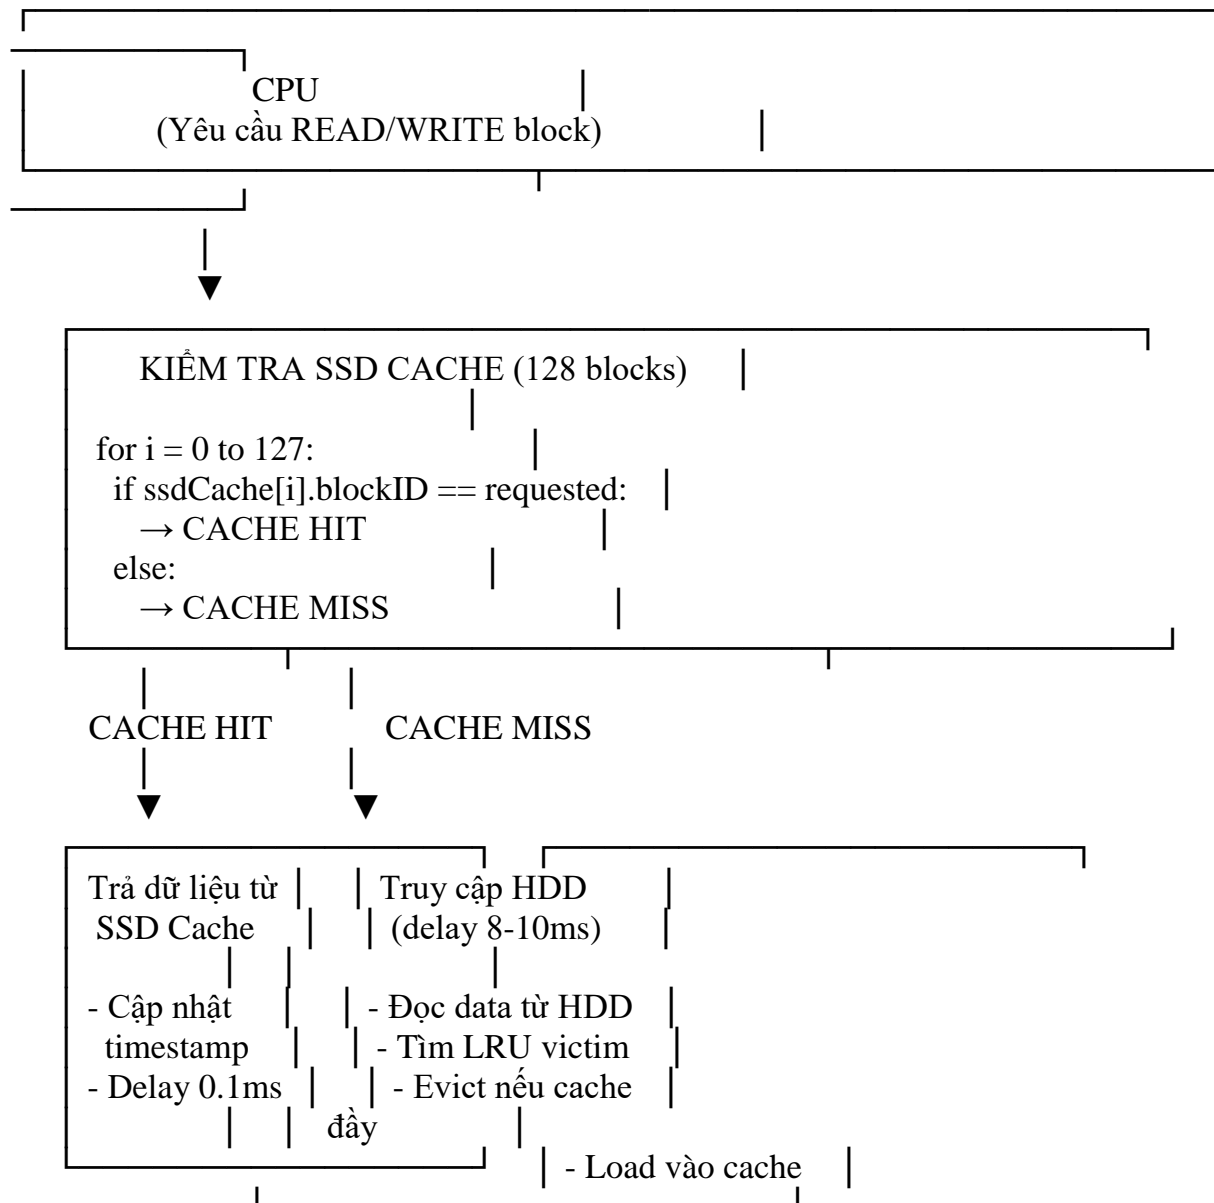 CPU
(Yêu cầu READ/WRITE block)
KIỂM TRA SSD CACHE (128 blocks)
for i = 0 to 127:
if ssdCache[i].blockID == requested:
→ CACHE HIT
else:
→ CACHE MISS
CACHE HIT CACHE MISS
Trả dữ liệu từ Truy cập HDD
SSD Cache (delay 8-10ms)
- Cập nhật - Đọc data từ HDD
timestamp - Tìm LRU victim
- Delay 0.1ms - Evict nếu cache
đầy
- Load vào cache